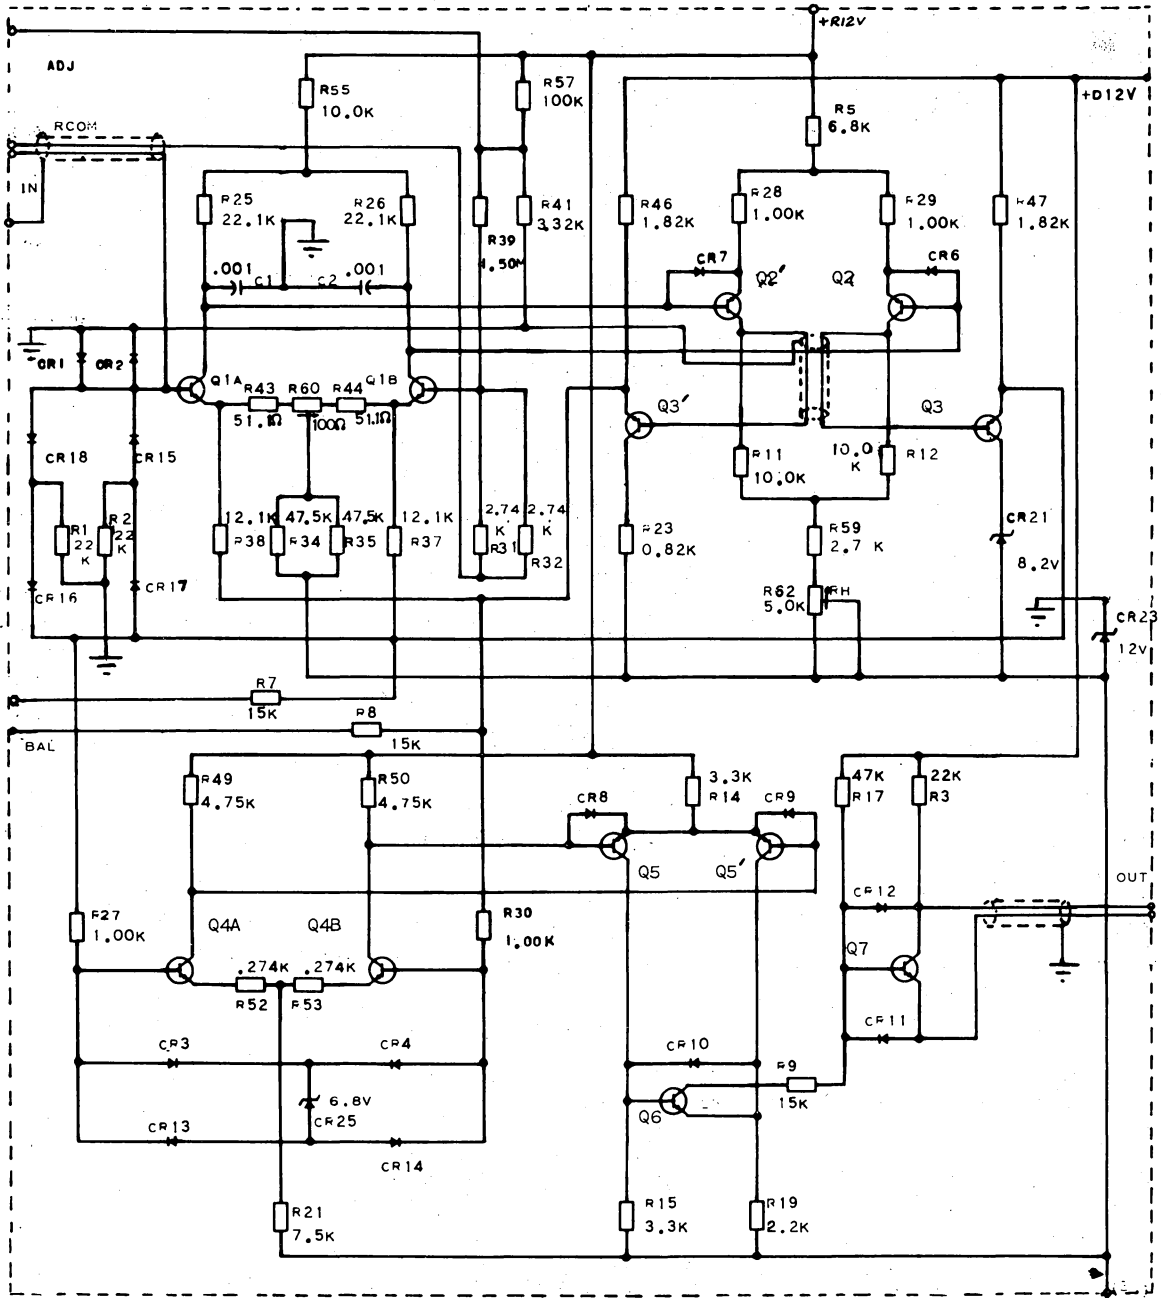 +R12V
ADJ
R55
10.0K
R57
100K
+D12V
R5
6.8K
RCOM
IN
R25
22.1K
R26
22.1K
R41
3.32K
R46
1.82K
R28
1.00K
R29
1.00K
R47
1.82K
R39
.001
C1
C2
.001
CR7
Q2'
Q2
CR6
CR1
CR2
Q1A
R43
R60
R44
Q1B
51.1Ω
100Ω
51.1Ω
Q3'
Q3
CR18
CR15
R11
10.0K
10.0
K
R12
R1
22
K
R2
22
K
12.1K
R38
47.5K
R34
47.5K
R35
12.1K
R37
2.74
K
R31
2.74
K
R32
R23
0.82K
R59
2.7 K
CR21
8.2V
CR16
CR17
R62
5.0K
RH
CR23
12V
R7
15K
R8
15K
BAL
R49
4.75K
R50
4.75K
CR8
3.3K
R14
CR9
47K
R17
22K
R3
Q5
Q5'
OUT
CR12
R27
1.00K
Q4A
Q4B
R30
1.00K
Q7
.274K
.274K
R52
R53
CR3
CR4
CR10
CR11
R9
15K
6.8V
CR25
Q6
CR13
CR14
R21
7.5K
R15
3.3K
R19
2.2K